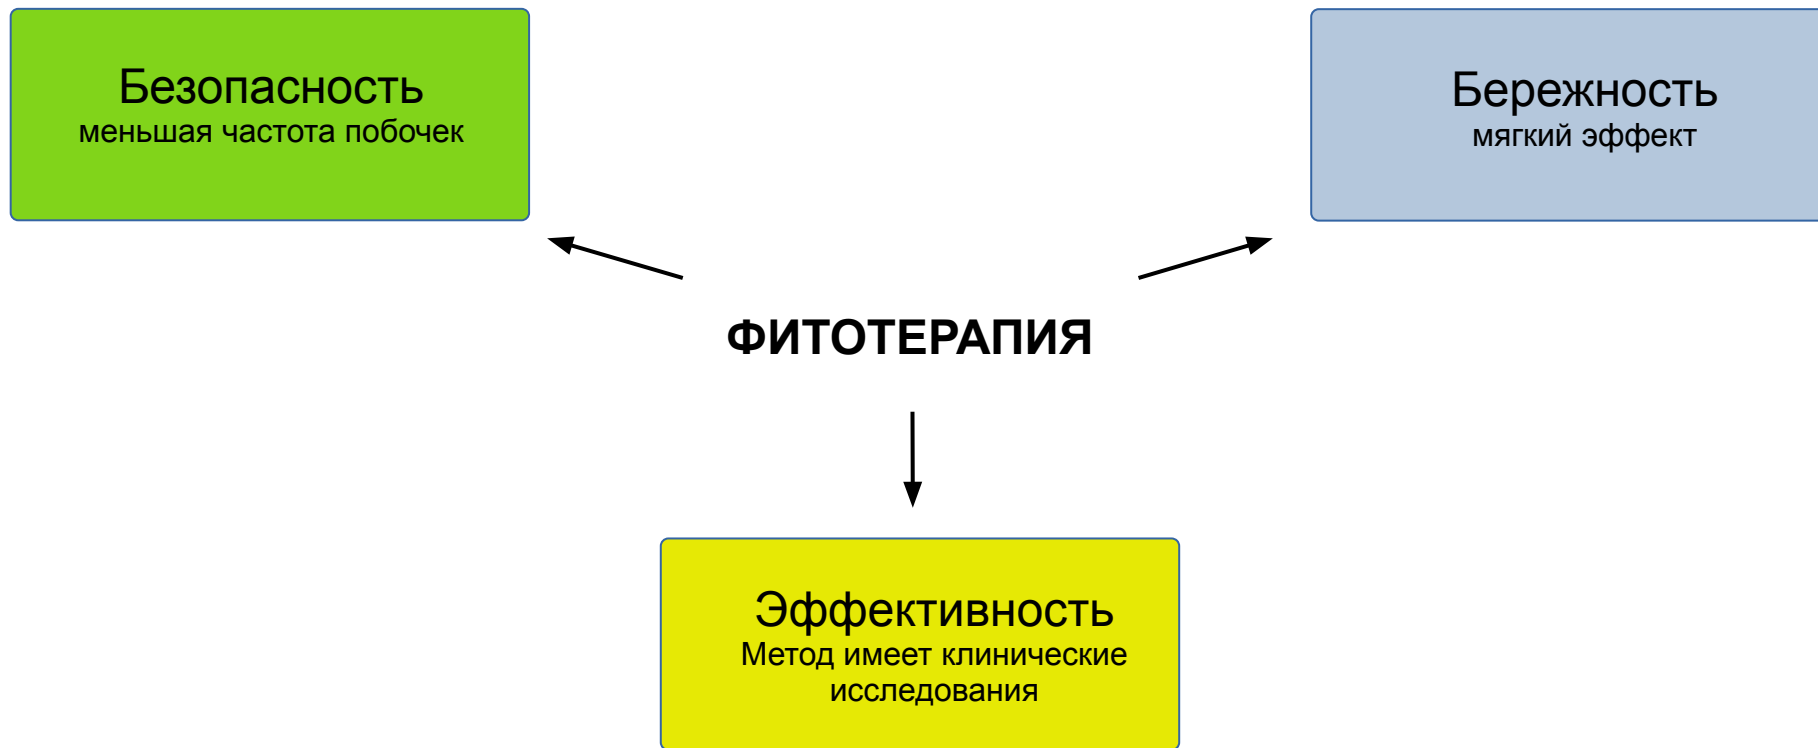 Безопасность
меньшая частота побочек
Бережность
мягкий эффект
ФИТОТЕРАПИЯ
Эффективность
Метод имеет клинические
исследования